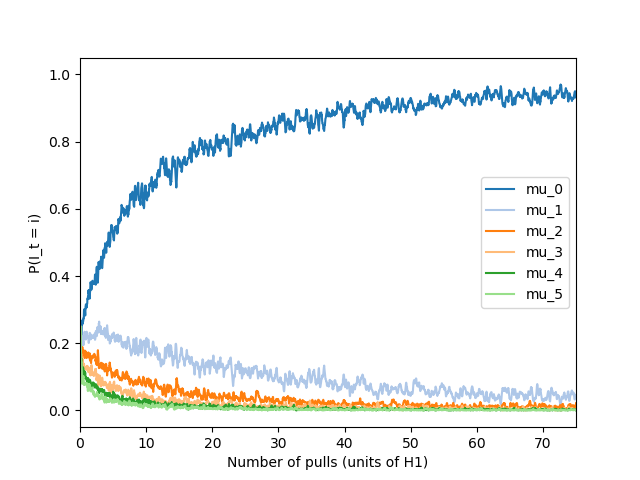 1.0
0.8
0.6
0.4
0.2
0.0
P(I_t = i)
mu_0
mu_1
mu_2
mu_3
mu_4
mu_5
0 10 20 30 40 50 60 70
Number of pulls (units of H1)